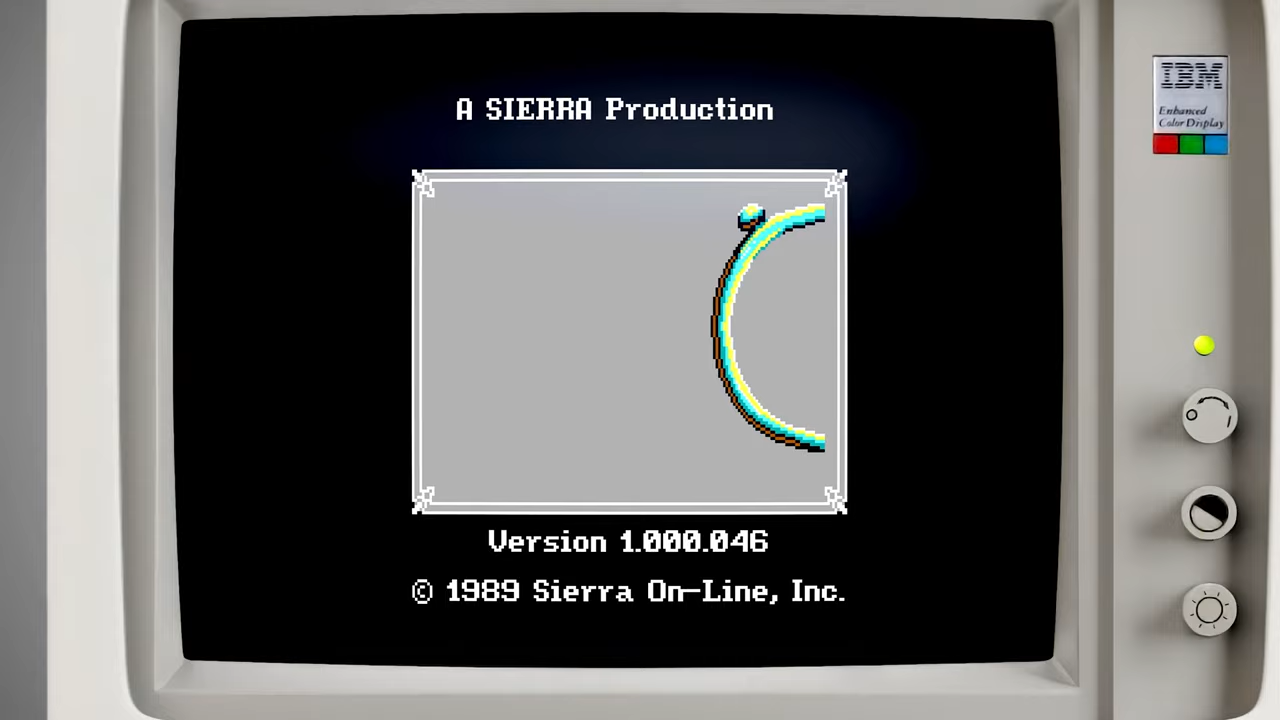 A SIERRA Production
IBM
Enhanced
Color Display
Version 1.000.046
© 1989 Sierra On-Line, Inc.